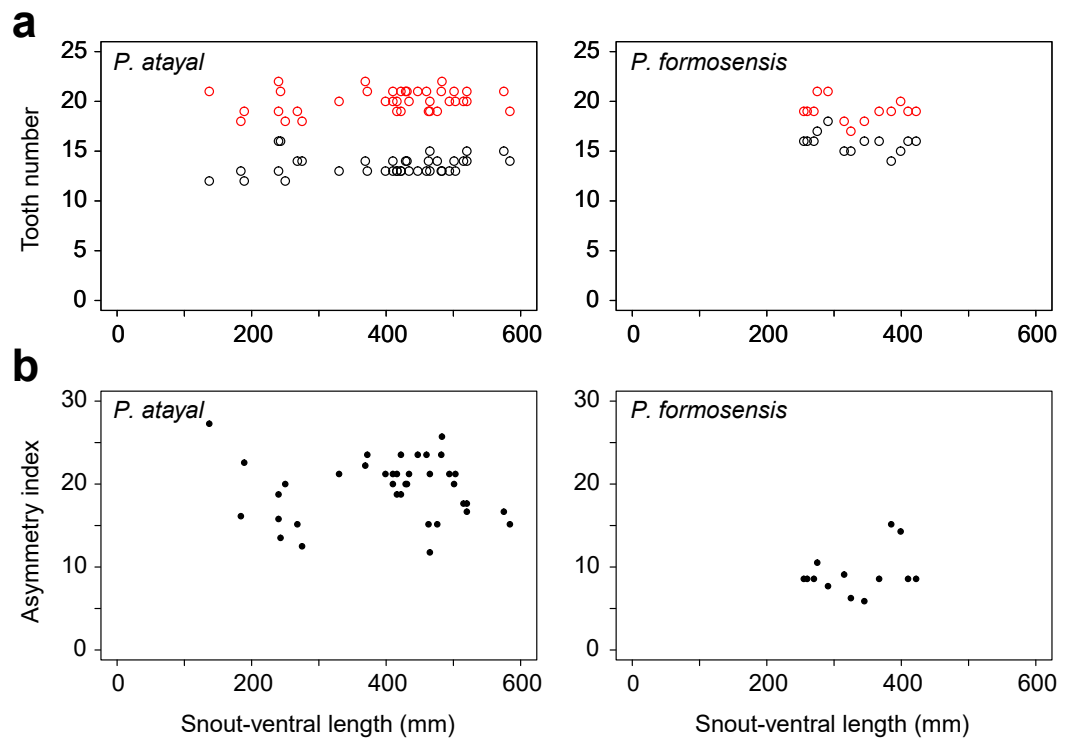 a
P. atayal
P. formosensis
Tooth number
25
20
15
10
5
0
0 200 400 600
25
20
15
10
5
0
0 200 400 600
b
P. atayal
P. formosensis
Asymmetry index
30
20
10
0
0 200 400 600
Snout-ventral length (mm)
30
20
10
0
0 200 400 600
Snout-ventral length (mm)